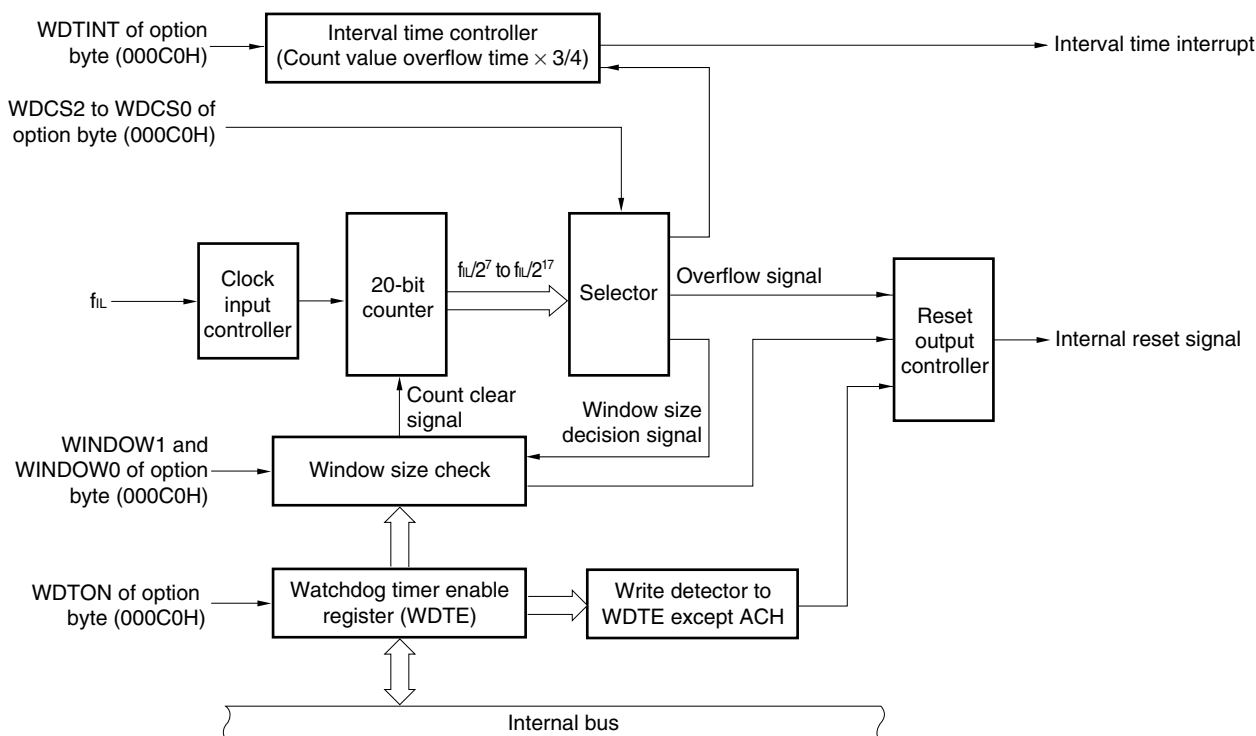 WDTINT of option
byte (000C0H)
Interval time controller
(Count value overflow time × 3/4)
Interval time interrupt
WDCS2 to WDCS0 of
option byte (000C0H)
fIL
Clock
input
controller
20-bit
counter
fIL/2⁷ to fIL/2¹⁷
Selector
Overflow signal
Reset
output
controller
Internal reset signal
Count clear
signal
Window size
decision signal
WINDOW1 and
WINDOW0 of option
byte (000C0H)
Window size check
WDTON of option
byte (000C0H)
Watchdog timer enable
register (WDTE)
Write detector to
WDTE except ACH
Internal bus